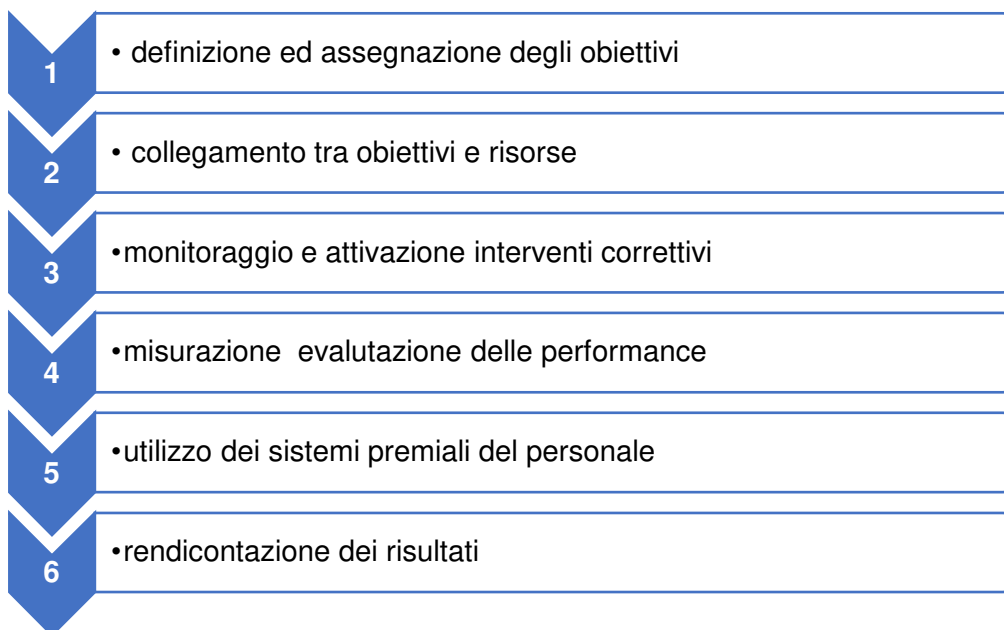 1 • definizione ed assegnazione degli obiettivi
2 • collegamento tra obiettivi e risorse
3 •monitoraggio e attivazione interventi correttivi
4 •misurazione evalutazione delle performance
5 •utilizzo dei sistemi premiali del personale
6 •rendicontazione dei risultati